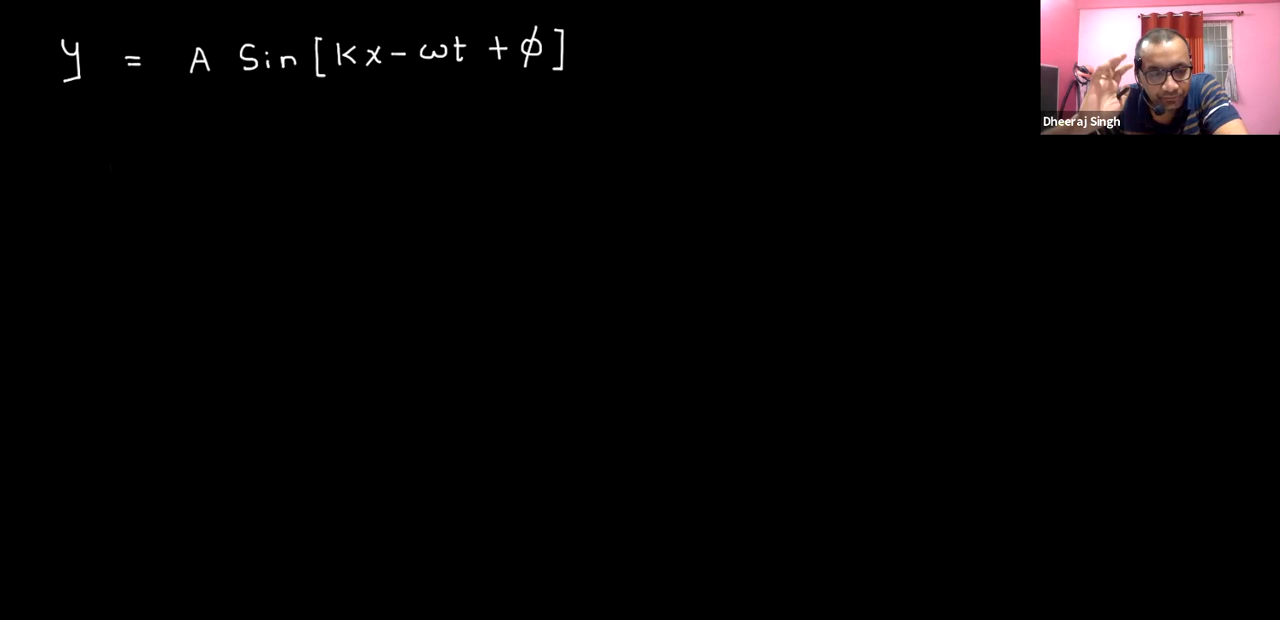 y = A Sin [kx - ωt + ϕ]
Dheeraj Singh